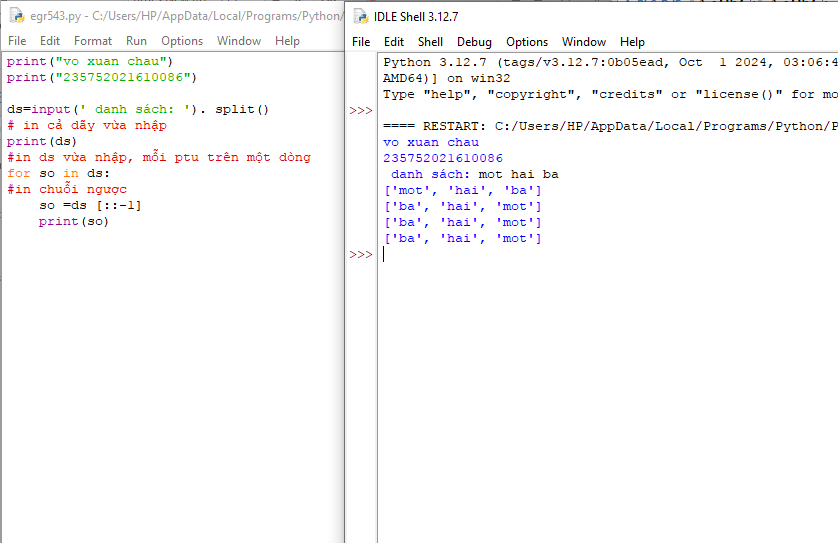 egr543.py - C:/Users/HP/AppData/Local/Programs/Python/
File Edit Format Run Options Window Help
print("vo xuan chau")
print("235752021610086")
ds=input(' danh sách: '). split()
# in cả dãy vừa nhập
print(ds)
#in ds vừa nhập, mỗi ptu trên một dòng
for so in ds:
#in chuỗi ngược
    so =ds [::-1]
    print(so)
IDLE Shell 3.12.7
File Edit Shell Debug Options Window Help
Python 3.12.7 (tags/v3.12.7:0b05ead, Oct  1 2024, 03:06:4
AMD64)] on win32
Type "help", "copyright", "credits" or "license()" for mo
>>>
==== RESTART: C:/Users/HP/AppData/Local/Programs/Python/P
vo xuan chau
235752021610086
 danh sách: mot hai ba
['mot', 'hai', 'ba']
['ba', 'hai', 'mot']
['ba', 'hai', 'mot']
['ba', 'hai', 'mot']
>>>